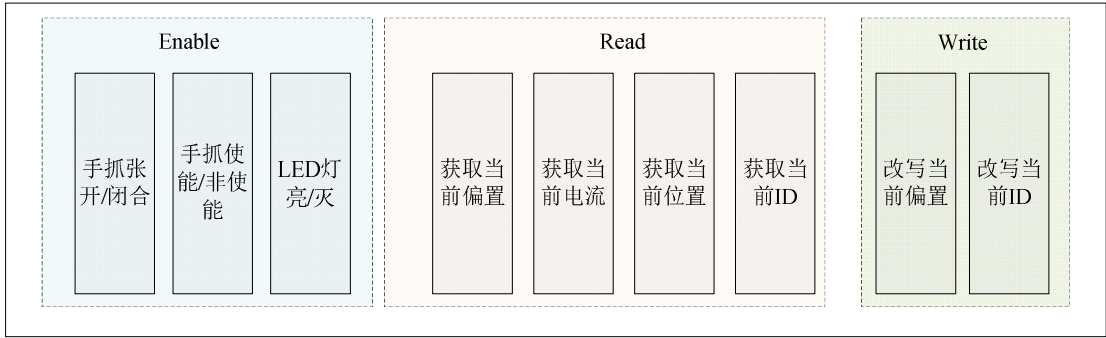 Enable
手抓张
开/闭合
手抓使
能/非使
能
LED灯
亮/灭
Read
获取当
前偏置
获取当
前电流
获取当
前位置
获取当
前ID
Write
改写当
前偏置
改写当
前ID